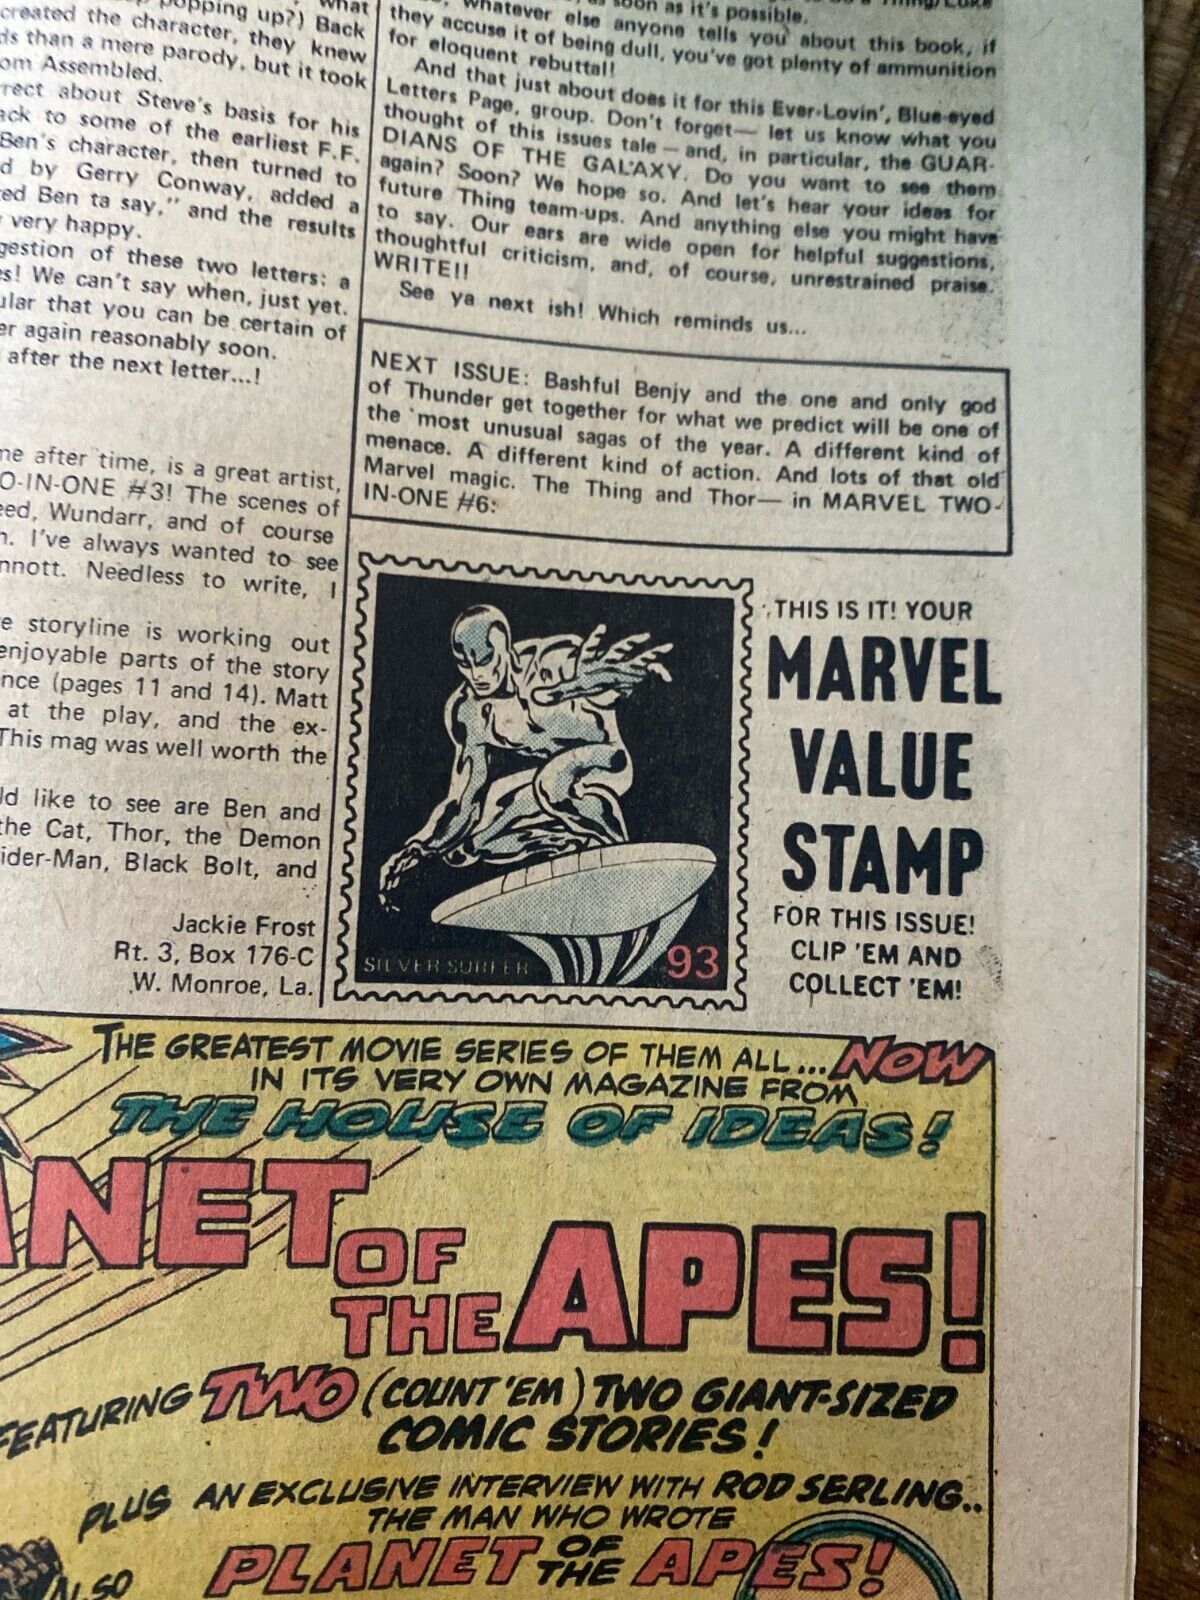 what
popping up?) Back
created the character, they knew
ds than a mere parody, but it took
om Assembled.
rrect about Steve's basis for his
ack to some of the earliest F.F.
Ben's character, then turned to
d by Gerry Conway, added a
ted Ben ta say," and the results
very happy.
gestion of these two letters: a
es! We can't say when, just yet.
ular that you can be certain of
er again reasonably soon.
after the next letter...!
me after time, is a great artist,
O-IN-ONE #3! The scenes of
eed, Wundarr, and of course
n. I've always wanted to see
nnott. Needless to write, I
e storyline is working out
enjoyable parts of the story
nce (pages 11 and 14). Matt
at the play, and the ex-
This mag was well worth the
ld like to see are Ben and
the Cat, Thor, the Demon
ider-Man, Black Bolt, and
Jackie Frost
Rt. 3, Box 176-C
W. Monroe, La.
soon as it's possible.
whatever else anyone tells you about this book, if
they accuse it of being dull, you've got plenty of ammunition
for eloquent rebuttal!
And that just about does it for this Ever-Lovin', Blue-eyed
Letters Page, group. Don't forget— let us know what you
thought of this issues tale — and, in particular, the GUAR-
DIANS OF THE GALAXY. Do you want to see them
again? Soon? We hope so. And let's hear your ideas for
future Thing team-ups. And anything else you might have
to say. Our ears are wide open for helpful suggestions,
thoughtful criticism, and, of course, unrestrained praise.
WRITE!!
See ya next ish! Which reminds us...
NEXT ISSUE: Bashful Benjy and the one and only god
of Thunder get together for what we predict will be one of
the most unusual sagas of the year. A different kind of
menace. A different kind of action. And lots of that old
Marvel magic. The Thing and Thor— in MARVEL TWO-
IN-ONE #6:
SILVER SURFER
93
THIS IS IT! YOUR
MARVEL
VALUE
STAMP
FOR THIS ISSUE!
CLIP 'EM AND
COLLECT 'EM!
THE GREATEST MOVIE SERIES OF THEM ALL... NOW
IN ITS VERY OWN MAGAZINE FROM
THE HOUSE OF IDEAS!
ANET OF THE APES!
FEATURING TWO (COUNT 'EM) TWO GIANT-SIZED
COMIC STORIES!
PLUS AN EXCLUSIVE INTERVIEW WITH ROD SERLING..
THE MAN WHO WROTE
PLANET OF THE APES!
ALSO